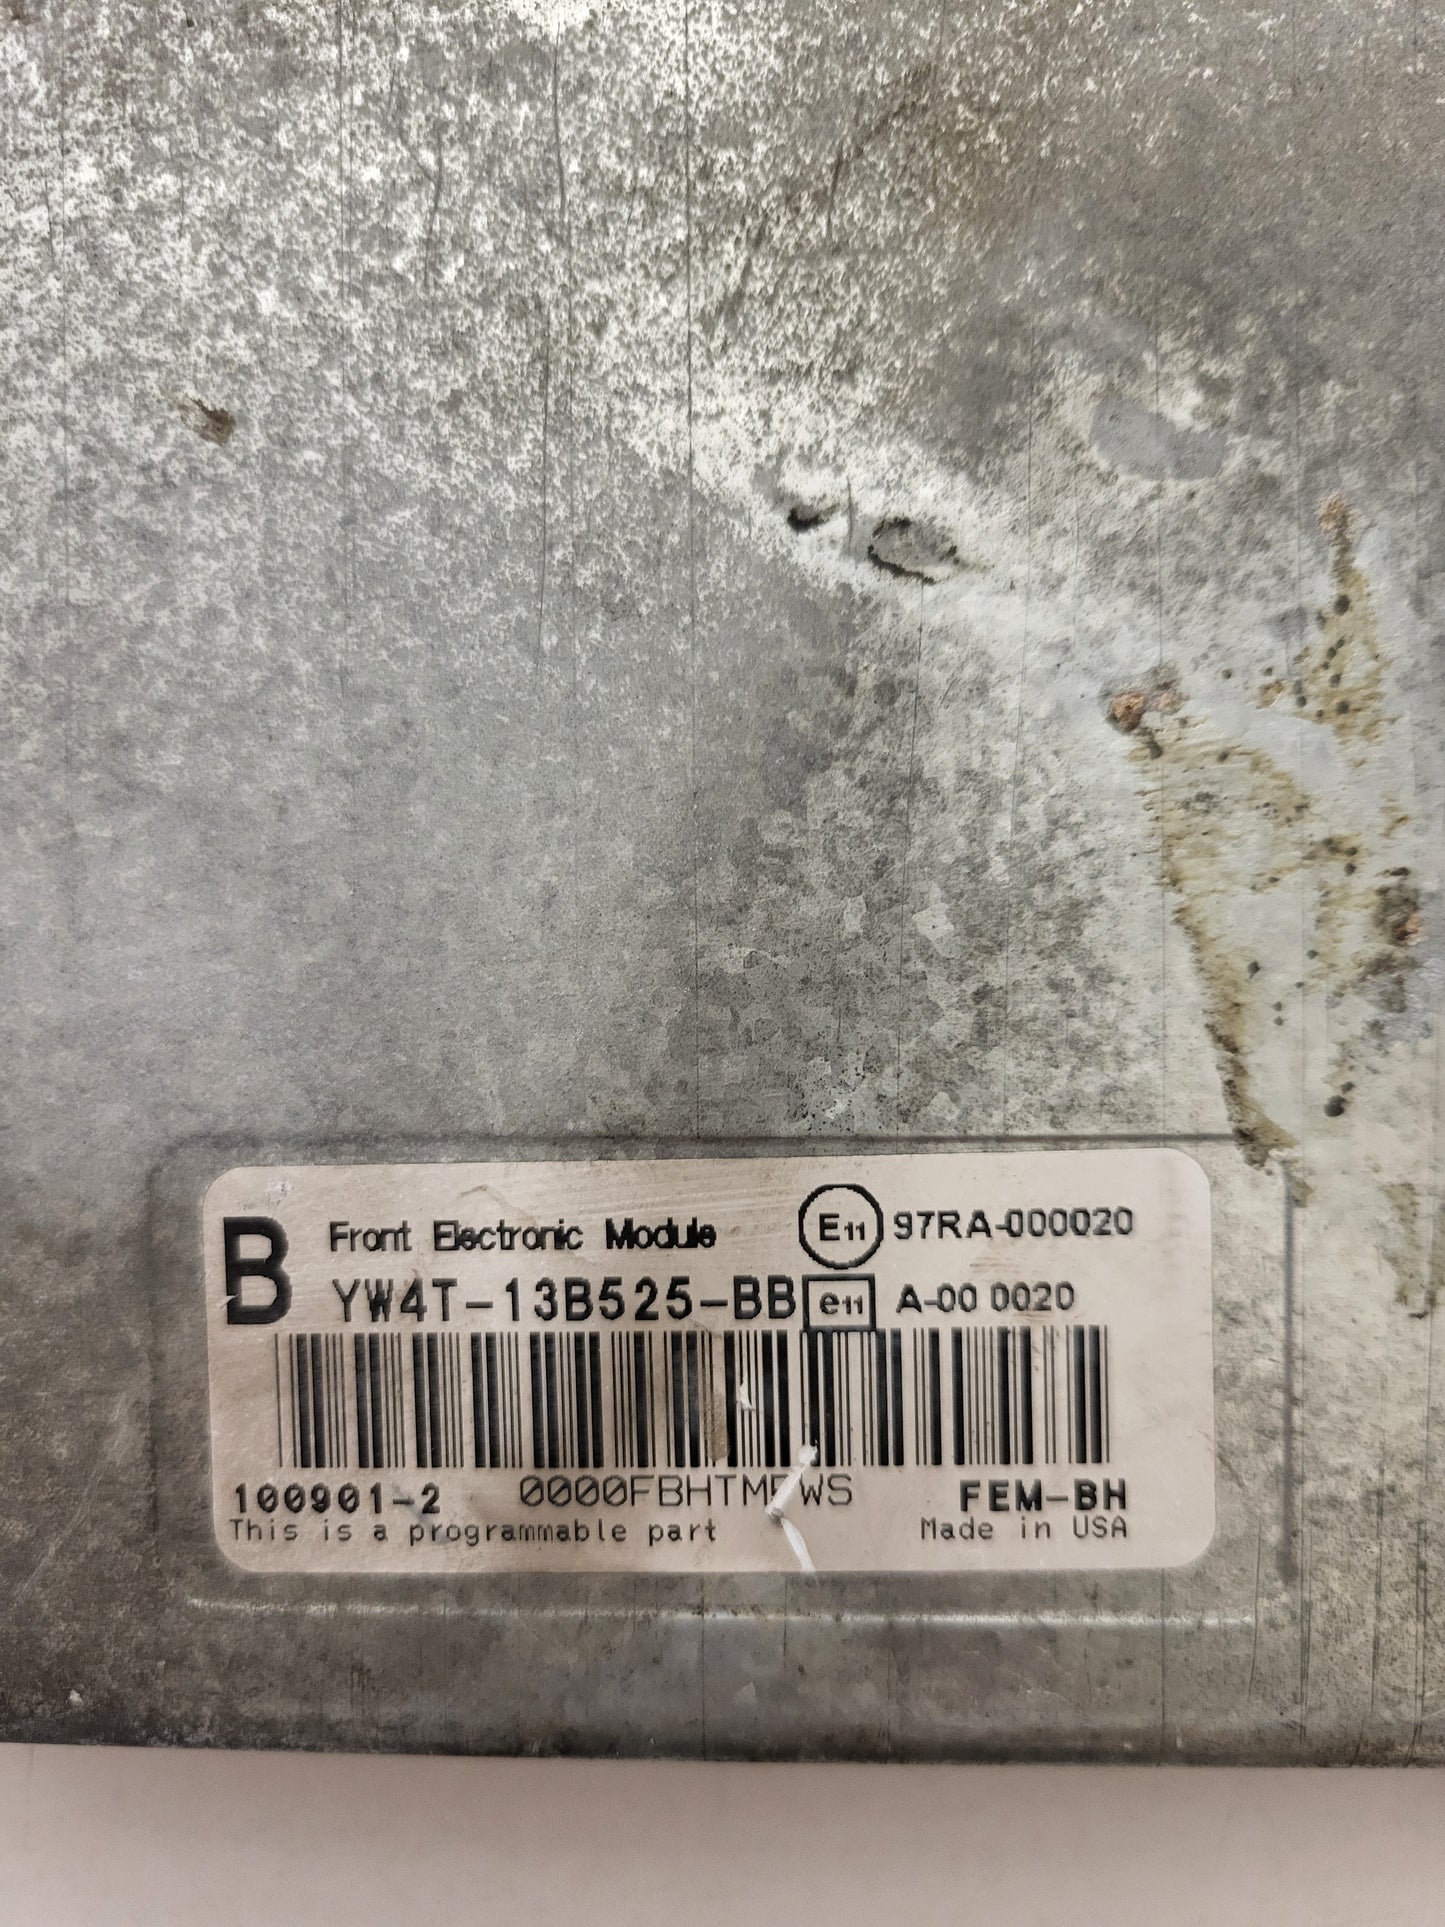 B
Front Electronic Module
E11 97RA-000020
YW4T-13B525-BB
e11 A-00 0020
100901-2
FEM-BH
This is a programmable part
Made in USA